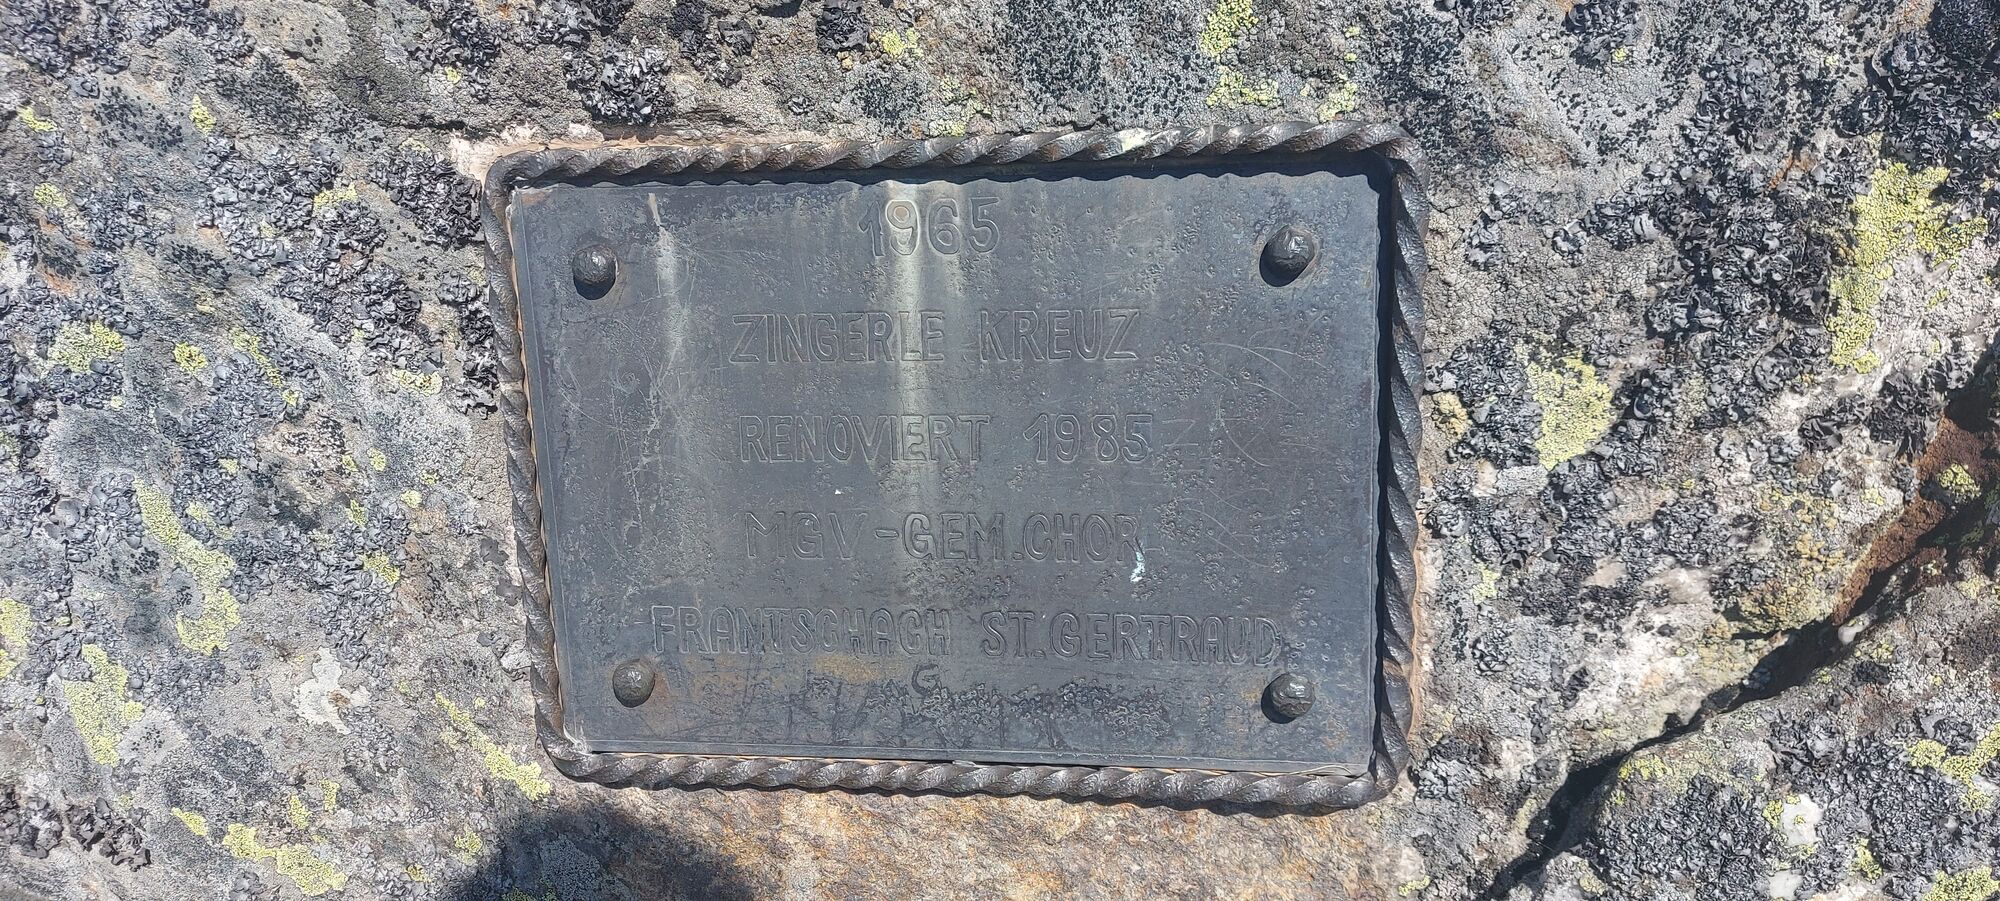 1965
ZINGERLE KREUZ
RENOVIERT 1985
MGV-GEM.CHOR
FRANTSCHACH ST.GERTRAUD
G